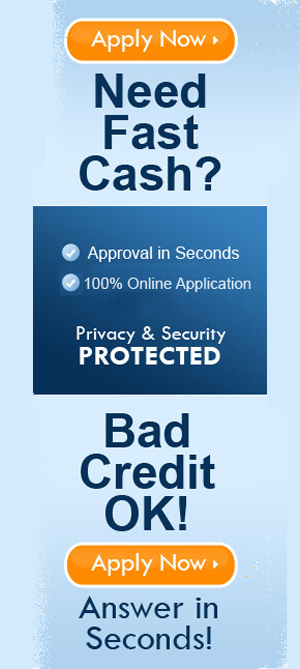 Apply Now
Need
Fast
Cash?
Approval in Seconds
100% Online Application
Privacy & Security
PROTECTED
Bad
Credit
OK!
Apply Now
Answer in
Seconds!